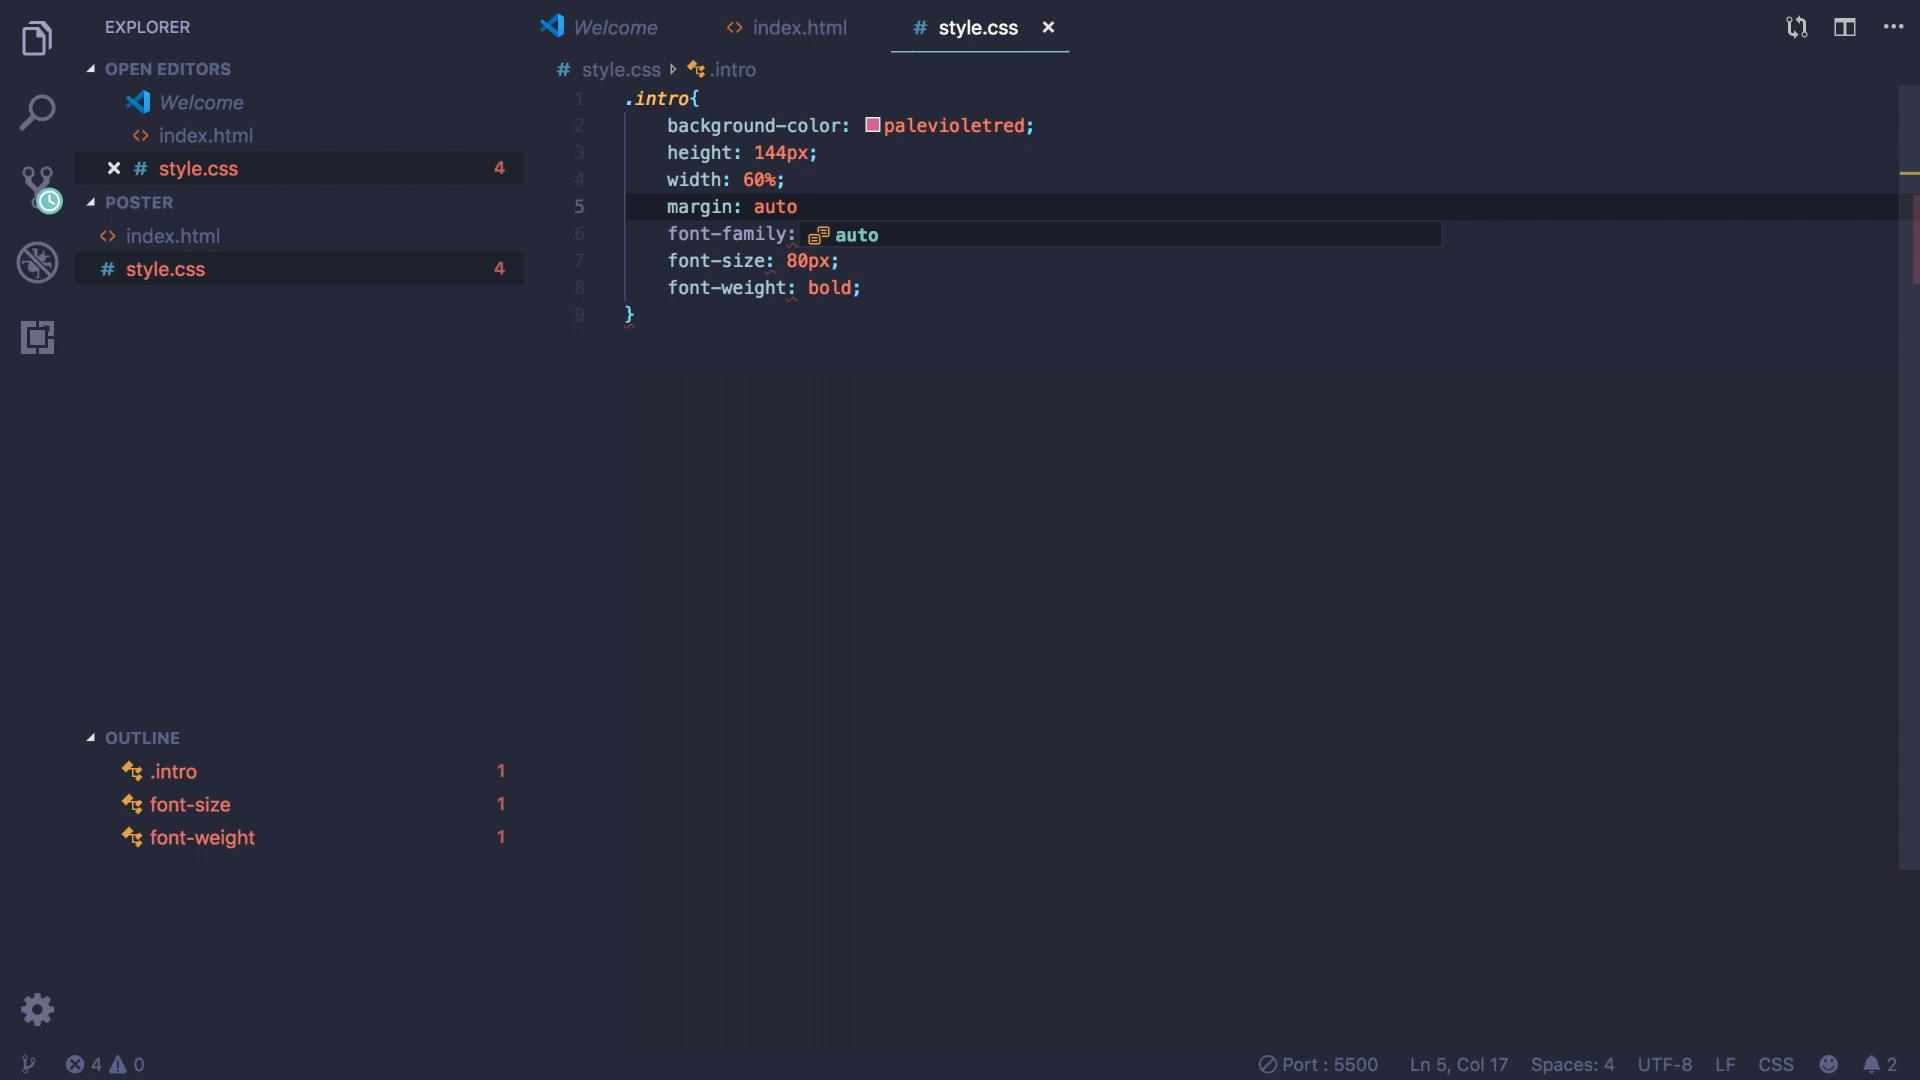 EXPLORER
OPEN EDITORS
Welcome
index.html
style.css 4
POSTER
index.html
style.css 4
OUTLINE
.intro 1
font-size 1
font-weight 1
Welcome
index.html
# style.css
# style.css .intro
1 .intro{
2 background-color: palevioletred;
3 height: 144px;
4 width: 60%;
5 margin: auto
6 font-family: auto
7 font-size: 80px;
8 font-weight: bold;
9 }
4 0
Port : 5500 Ln 5, Col 17 Spaces: 4 UTF-8 LF CSS 2